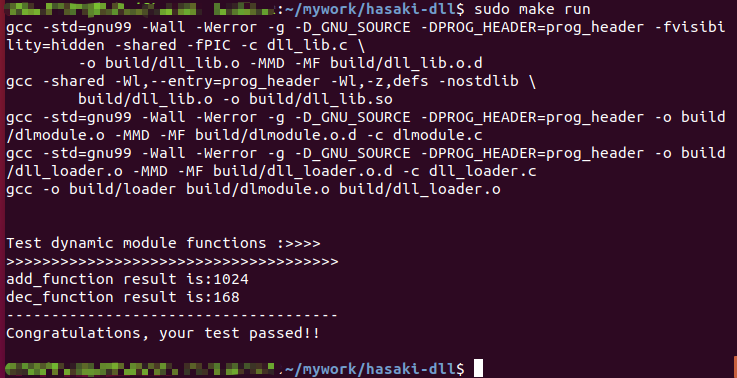 :~/mywork/hasaki-dll$ sudo make run
gcc -std=gnu99 -Wall -Werror -g -D_GNU_SOURCE -DPROG_HEADER=prog_header -fvisibi
lity=hidden -shared -fPIC -c dll_lib.c \
        -o build/dll_lib.o -MMD -MF build/dll_lib.o.d
gcc -shared -Wl,--entry=prog_header -Wl,-z,defs -nostdlib \
        build/dll_lib.o -o build/dll_lib.so
gcc -std=gnu99 -Wall -Werror -g -D_GNU_SOURCE -DPROG_HEADER=prog_header -o build
/dlmodule.o -MMD -MF build/dlmodule.o.d -c dlmodule.c
gcc -std=gnu99 -Wall -Werror -g -D_GNU_SOURCE -DPROG_HEADER=prog_header -o build
/dll_loader.o -MMD -MF build/dll_loader.o.d -c dll_loader.c
gcc -o build/loader build/dlmodule.o build/dll_loader.o
Test dynamic module functions :>>>>
>>>>>>>>>>>>>>>>>>>>>>>>>>>>>>>>>>>>>
add_function result is:1024
dec_function result is:168
-------------------------------------
Congratulations, your test passed!!
:~/mywork/hasaki-dll$